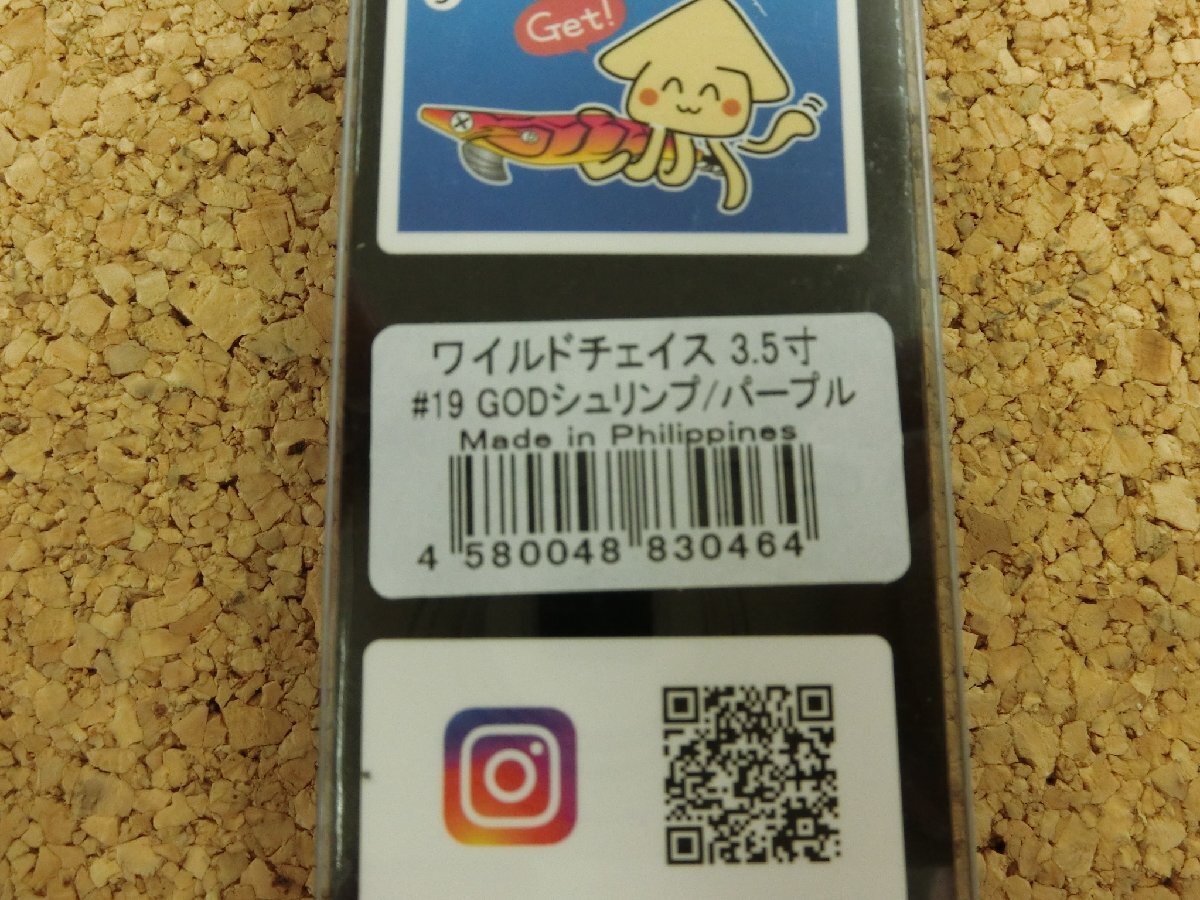 Get!
ワイルドチェイス 3.5寸
#19 GODシュリンプ/パープル
Made in Philippines
4 580048 830464